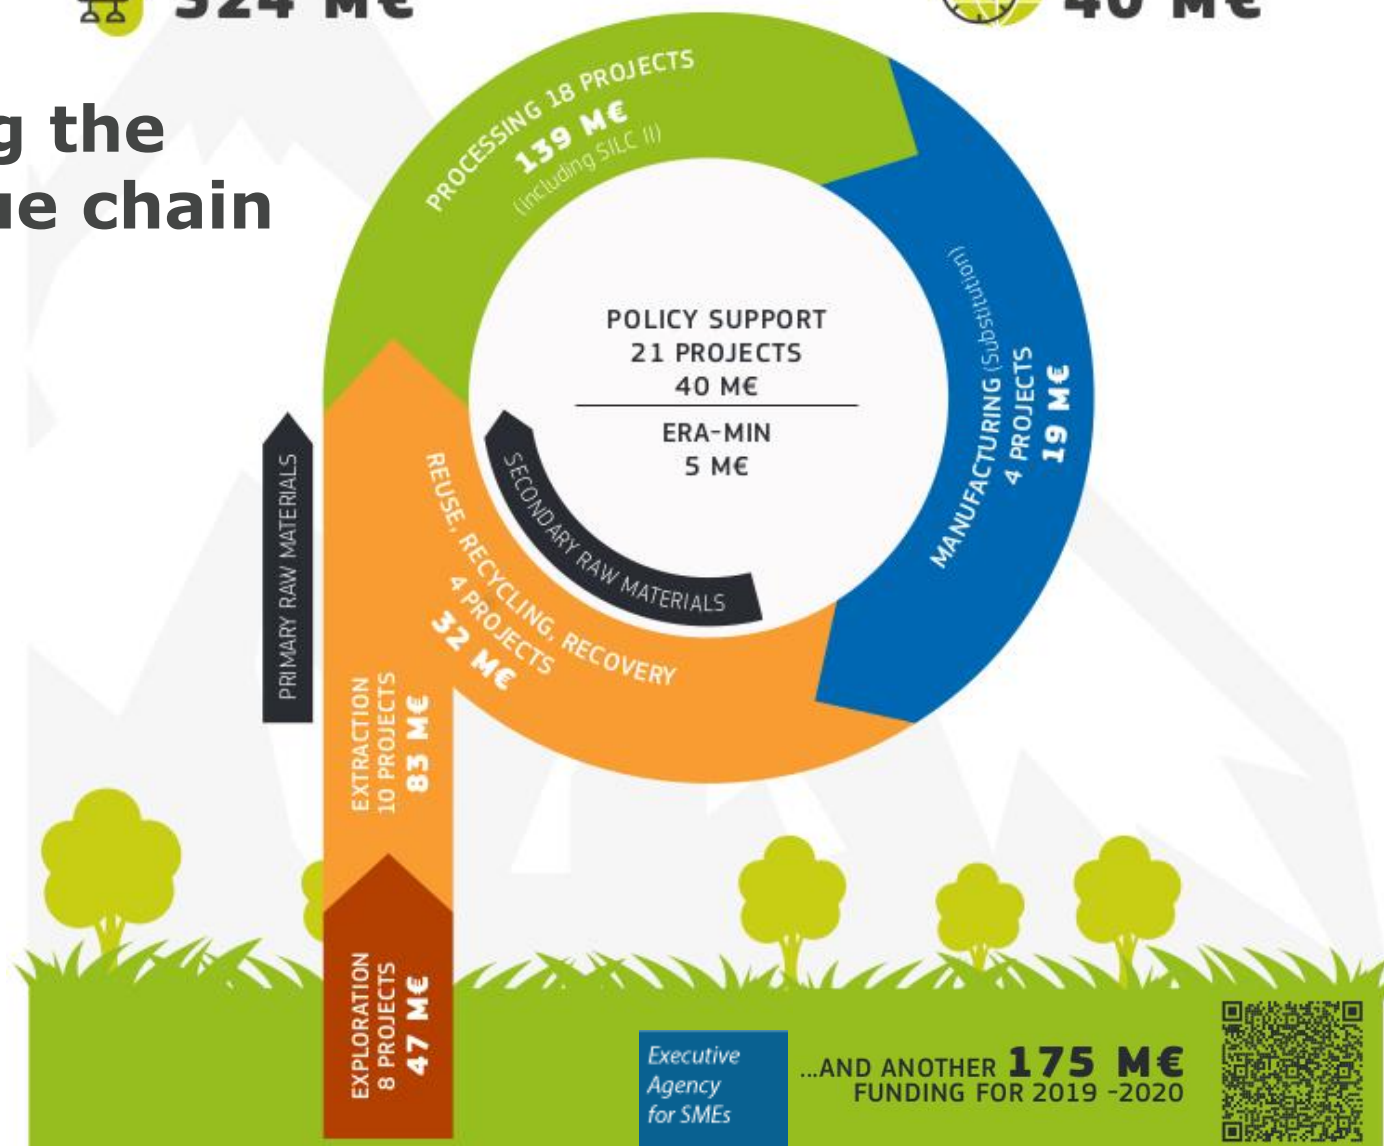 324 M€
40 M€
g the
ue chain
PROCESSING 18 PROJECTS
139 M€
(including SILC II)
MANUFACTURING (Substitution)
4 PROJECTS
19 M€
POLICY SUPPORT
21 PROJECTS
40 M€
ERA-MIN
5 M€
SECONDARY RAW MATERIALS
PRIMARY RAW MATERIALS
REUSE, RECYCLING, RECOVERY
4 PROJECTS
32 M€
EXTRACTION
10 PROJECTS
83 M€
EXPLORATION
8 PROJECTS
47 M€
Executive
Agency
for SMEs
...AND ANOTHER 175 M€
FUNDING FOR 2019 -2020